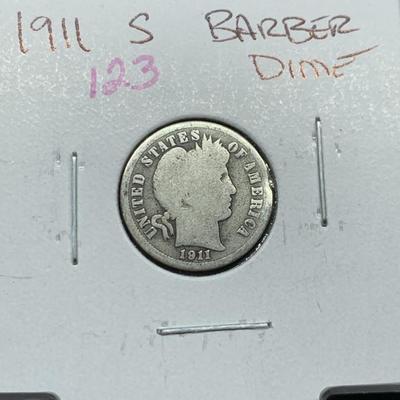 1911 S BARBER
123 DIME
UNITED STATES OF AMERICA
1911